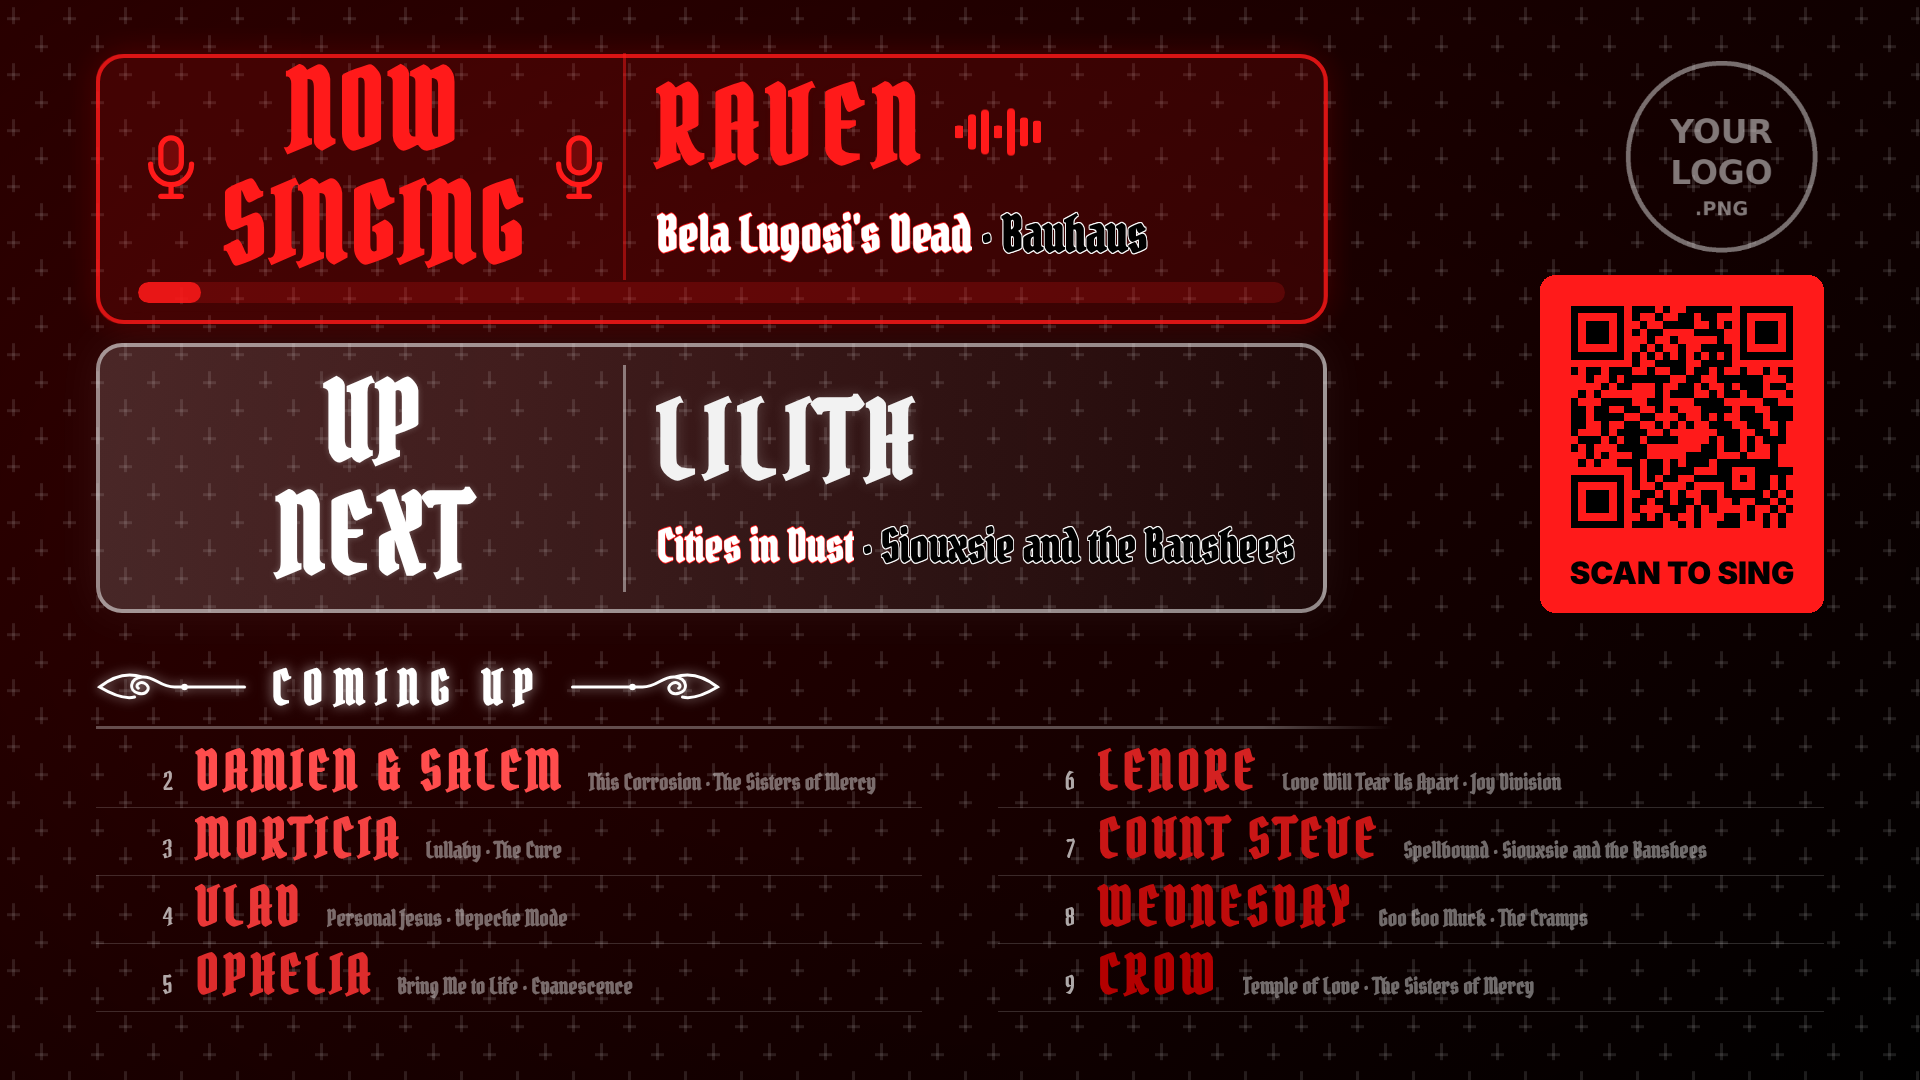 NOW
SINGING
RAVEN
Bela Lugosi's Dead · Bauhaus
YOUR
LOGO
.PNG
UP
NEXT
LILITH
Cities in Dust · Siouxsie and the Banshees
SCAN TO SING
COMING UP
2 DAMIEN & SALEM This Corrosion · The Sisters of Mercy
3 MORTICIA Lullaby · The Cure
4 VLAD Personal Jesus · Depeche Mode
5 OPHELIA Bring Me to Life · Evanescence
6 LENORE Love Will Tear Us Apart · Joy Division
7 COUNT STEVE Spellbound · Siouxsie and the Banshees
8 WEDNESDAY Goo Goo Muck · The Cramps
9 CROW Temple of Love · The Sisters of Mercy